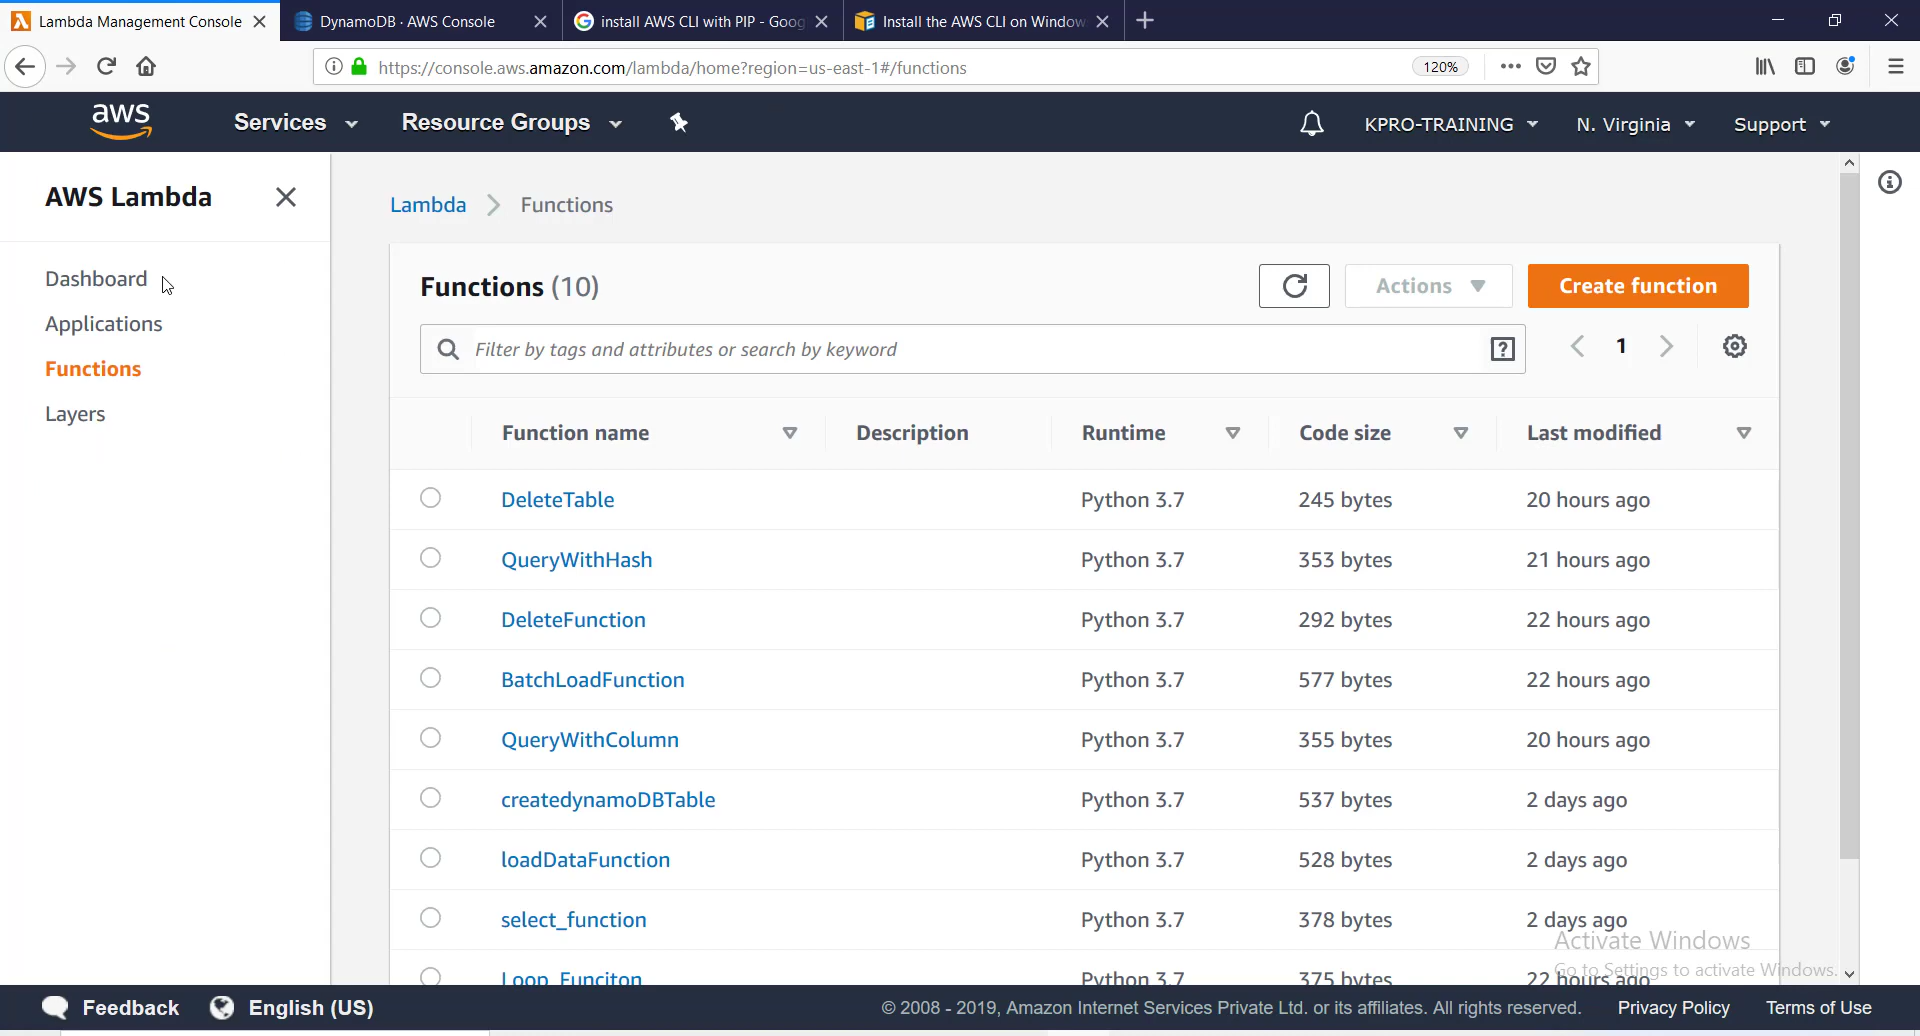 Lambda Management Console
DynamoDB · AWS Console
install AWS CLI with PIP - Goog
Install the AWS CLI on Window
https://console.aws.amazon.com/lambda/home?region=us-east-1#/functions
120%
aws
Services
Resource Groups
KPRO-TRAINING
N. Virginia
Support
AWS Lambda
Dashboard
Applications
Functions
Layers
Lambda > Functions
Functions (10)
Actions
Create function
Filter by tags and attributes or search by keyword
1
Function name Description Runtime Code size Last modified
DeleteTable Python 3.7 245 bytes 20 hours ago
QueryWithHash Python 3.7 353 bytes 21 hours ago
DeleteFunction Python 3.7 292 bytes 22 hours ago
BatchLoadFunction Python 3.7 577 bytes 22 hours ago
QueryWithColumn Python 3.7 355 bytes 20 hours ago
createdynamoDBTable Python 3.7 537 bytes 2 days ago
loadDataFunction Python 3.7 528 bytes 2 days ago
select_function Python 3.7 378 bytes 2 days ago
Loop_Funciton Python 3.7 375 bytes 22 hours ago
Activate Windows
Go to Settings to activate Windows.
Feedback
English (US)
© 2008 - 2019, Amazon Internet Services Private Ltd. or its affiliates. All rights reserved.
Privacy Policy
Terms of Use